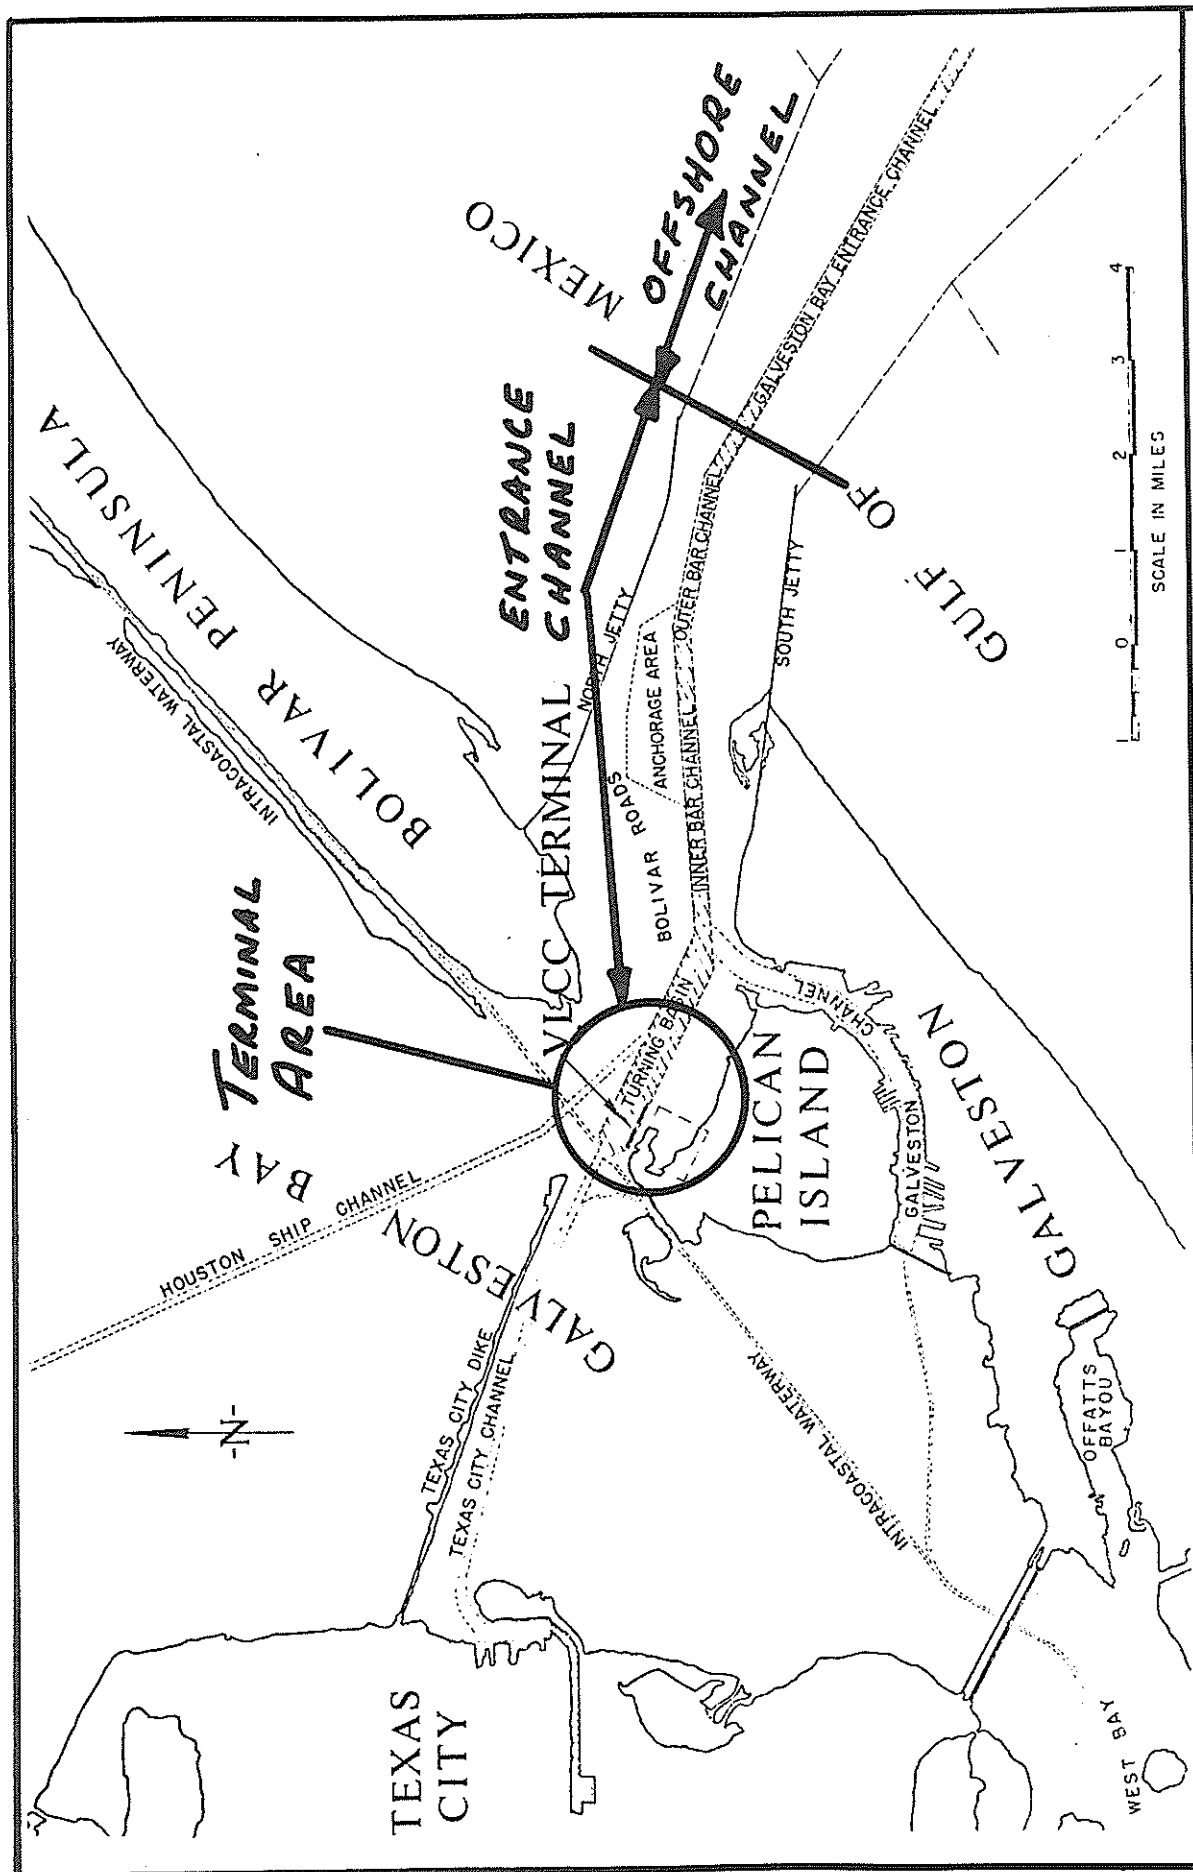 BOLIVAR PENINSULA
INTRACOASTAL WATERWAY
MEXICO
OFFSHORE
CHANNEL
ENTRANCE
CHANNEL
TERMINAL
AREA
VLCC TERMINAL
NORTH JETTY
BOLIVAR ROADS
ANCHORAGE AREA
INNER BAR CHANNEL
OUTER BAR CHANNEL
GALVESTON BAY ENTRANCE CHANNEL
SOUTH JETTY
GULF OF
HOUSTON SHIP CHANNEL
GALVESTON BAY
-N-
TEXAS CITY DIKE
TEXAS CITY CHANNEL
TEXAS
CITY
TURNING BASIN
PELICAN
ISLAND
GALVESTON CHANNEL
GALVESTON
GALVESTON
INTRACOASTAL WATERWAY
OFFATTS
BAYOU
WEST BAY
1 0 1 2 3 4
SCALE IN MILES